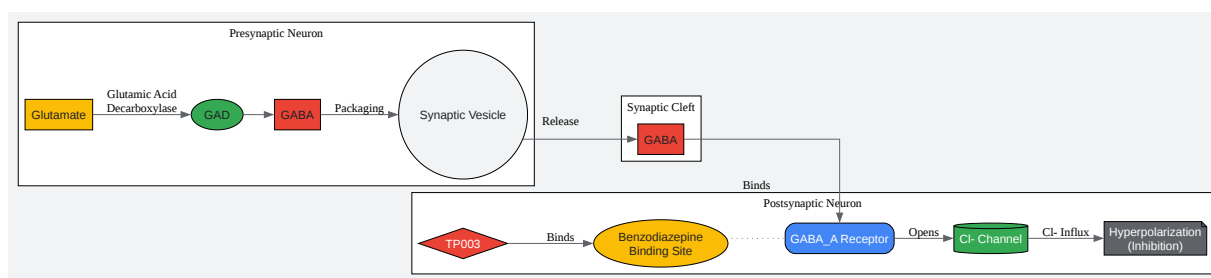 Presynaptic Neuron
Glutamate
Glutamic Acid
Decarboxylase
GAD
GABA
Packaging
Synaptic Vesicle
Release
Synaptic Cleft
GABA
Binds
Postsynaptic Neuron
TP003
Binds
Benzodiazepine
Binding Site
GABA_A Receptor
Opens
Cl- Channel
Cl- Influx
Hyperpolarization
(Inhibition)